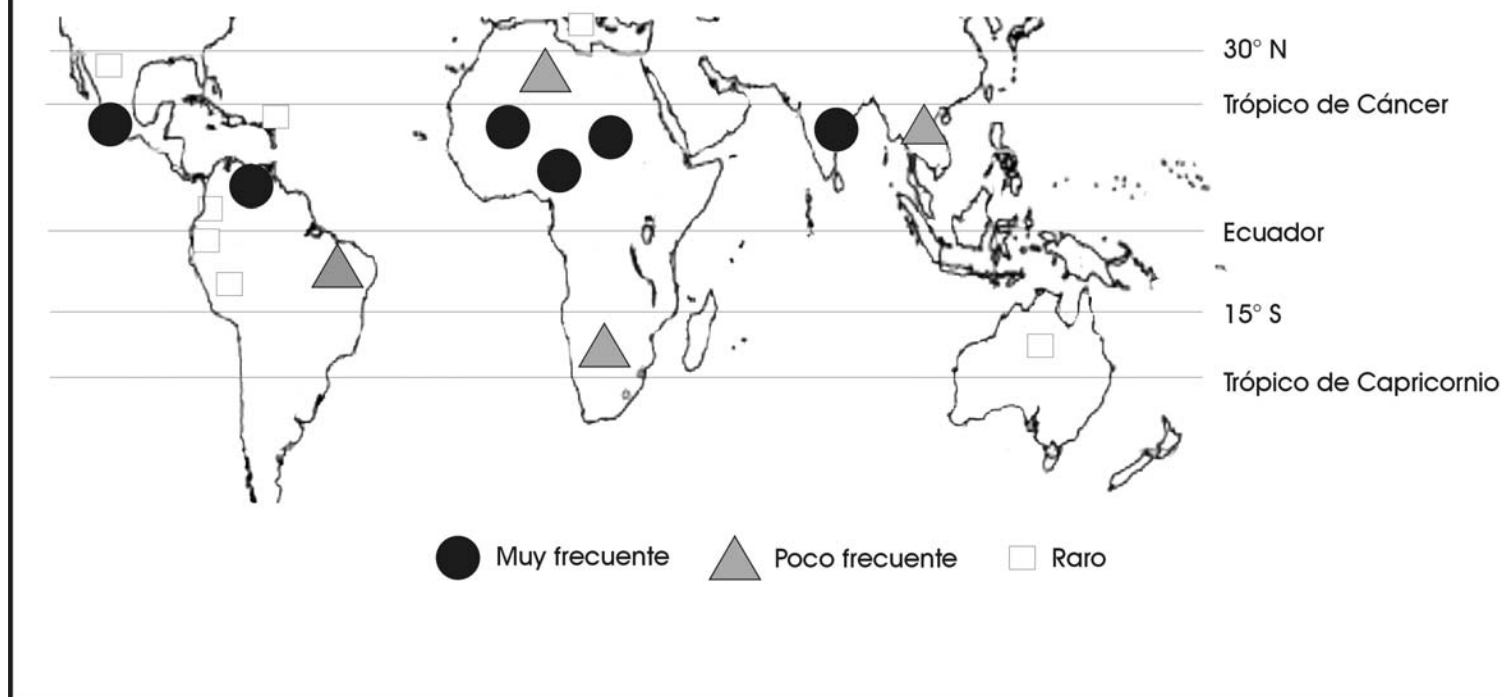 30° N
Trópico de Cáncer
Ecuador
15° S
Trópico de Capricornio
Muy frecuente Poco frecuente Raro